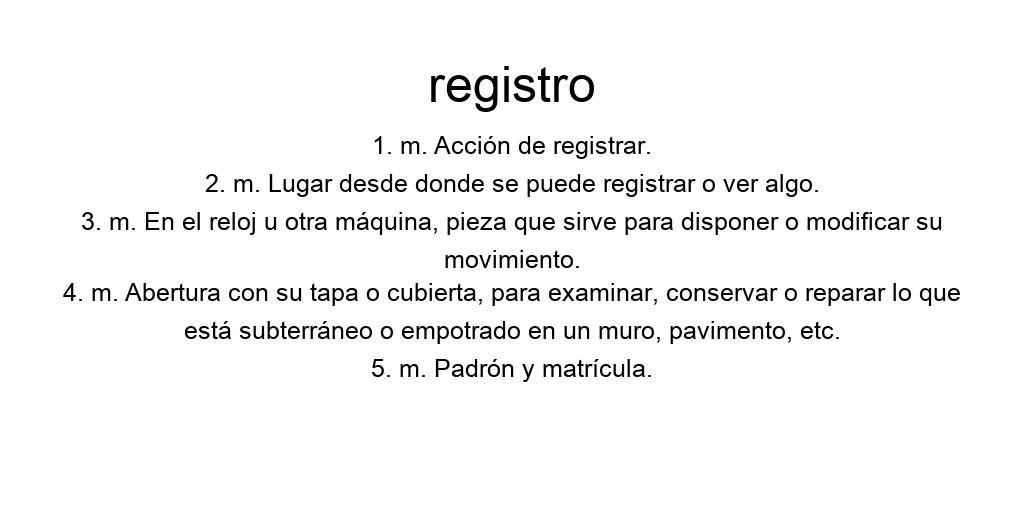 registro
1. m. Acción de registrar.
2. m. Lugar desde donde se puede registrar o ver algo.
3. m. En el reloj u otra máquina, pieza que sirve para disponer o modificar su
movimiento.
4. m. Abertura con su tapa o cubierta, para examinar, conservar o reparar lo que
está subterráneo o empotrado en un muro, pavimento, etc.
5. m. Padrón y matrícula.